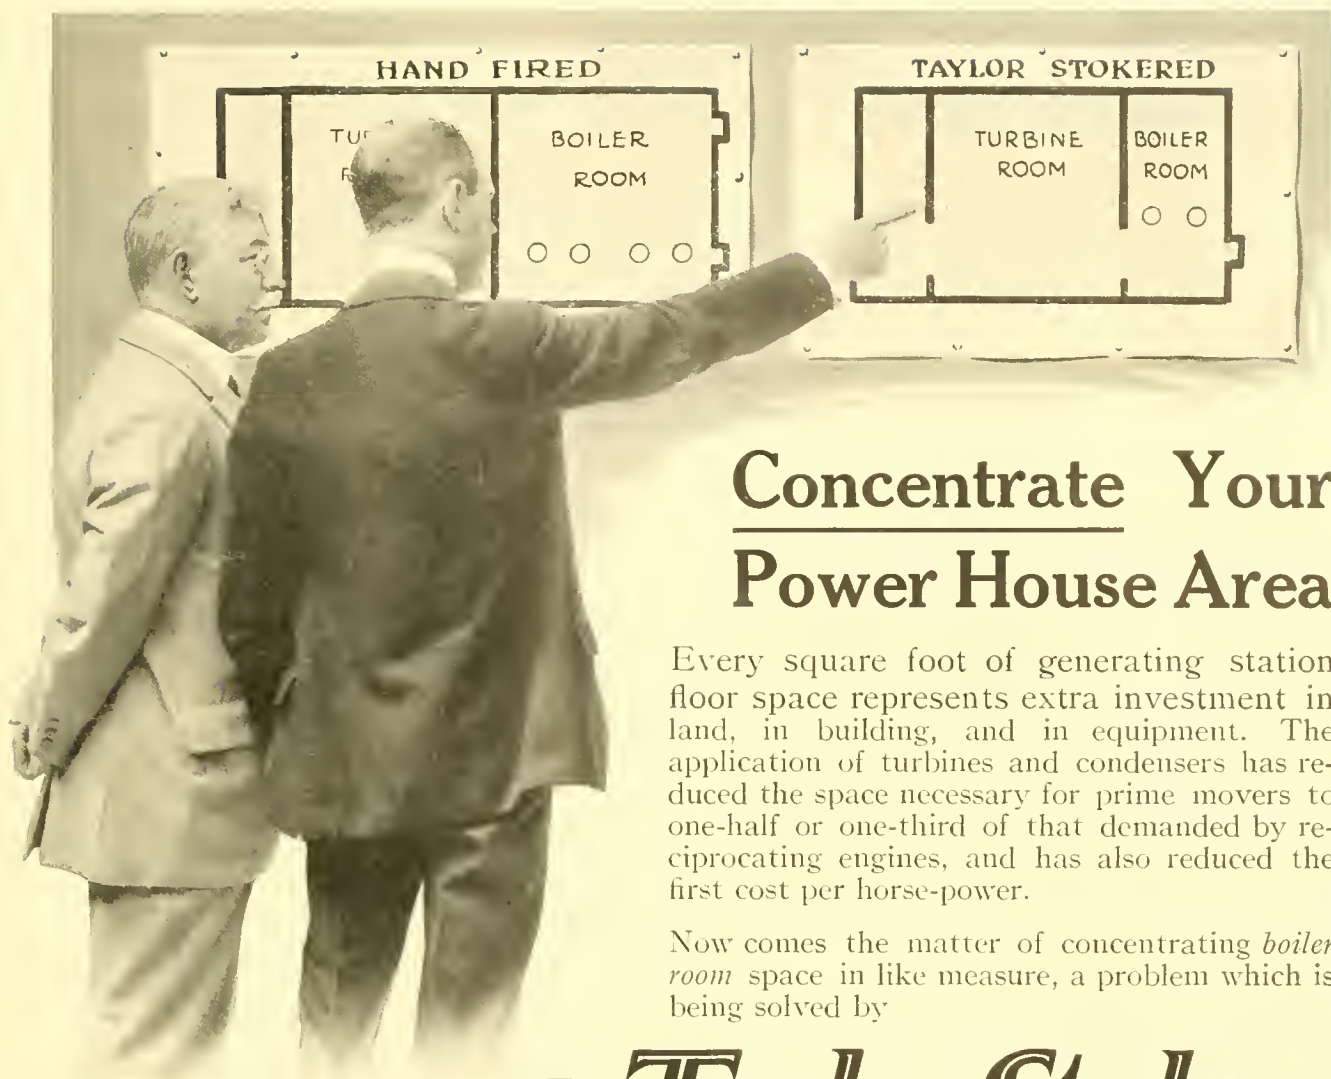 HAND FIRED
TAYLOR STOKERED
BOILER
ROOM
TURBINE
ROOM
BOILER
ROOM
Concentrate Your
Power House Area
Every square foot of generating station
floor space represents extra investment in
land, in building, and in equipment. The
application of turbines and condensers has re-
duced the space necessary for prime movers to
one-half or one-third of that demanded by re-
ciprocating engines, and has also reduced the
first cost per horse-power.
Now comes the matter of concentrating boiler
room space in like measure, a problem which is
being solved by